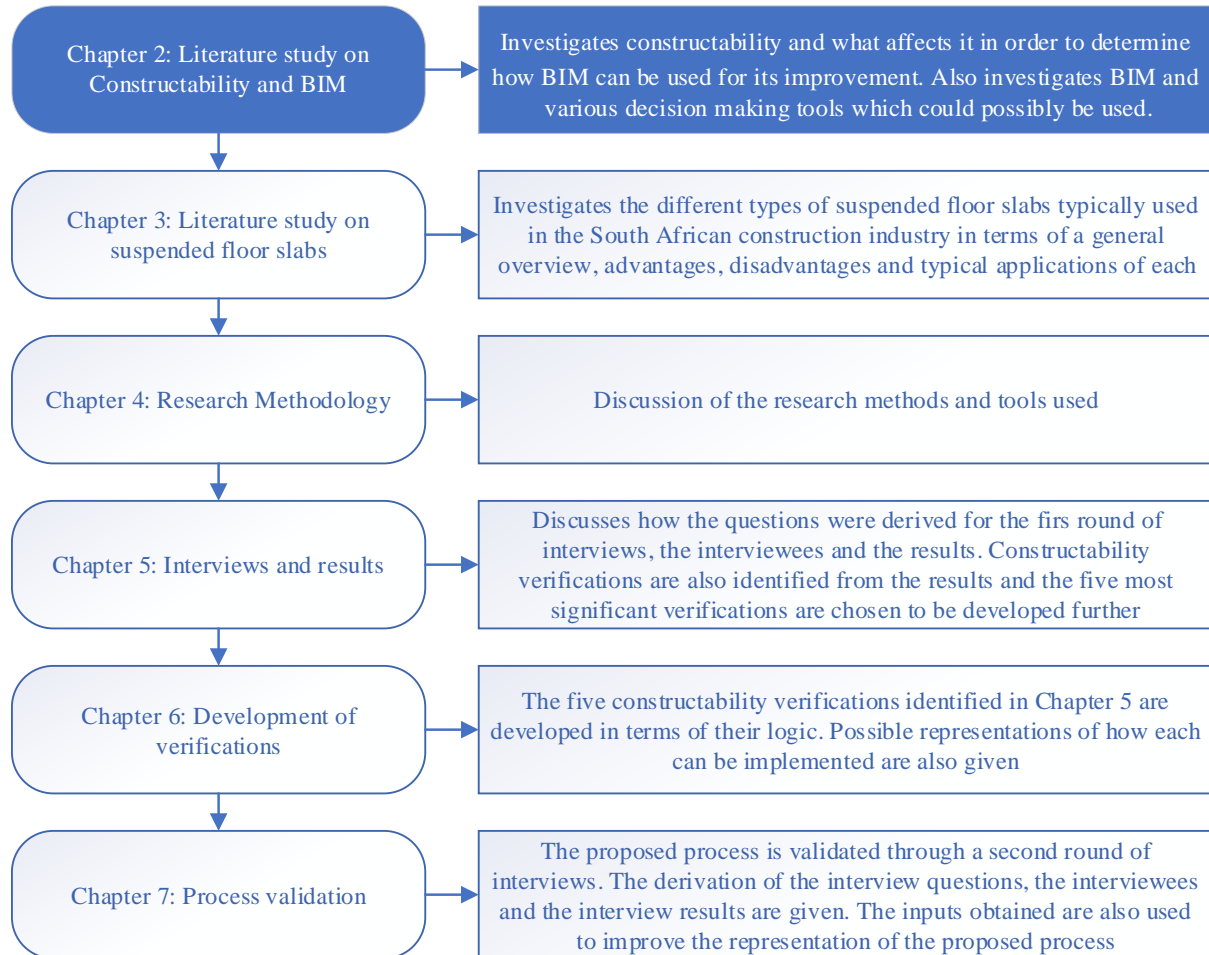 Chapter 2: Literature study on
Constructability and BIM
Investigates constructability and what affects it in order to determine
how BIM can be used for its improvement. Also investigates BIM and
various decision making tools which could possibly be used.
Chapter 3: Literature study on
suspended floor slabs
Investigates the different types of suspended floor slabs typically used
in the South African construction industry in terms of a general
overview, advantages, disadvantages and typical applications of each
Chapter 4: Research Methodology
Discussion of the research methods and tools used
Chapter 5: Interviews and results
Discusses how the questions were derived for the firs round of
interviews, the interviewees and the results. Constructability
verifications are also identified from the results and the five most
significant verifications are chosen to be developed further
Chapter 6: Development of
verifications
The five constructability verifications identified in Chapter 5 are
developed in terms of their logic. Possible representations of how each
can be implemented are also given
Chapter 7: Process validation
The proposed process is validated through a second round of
interviews. The derivation of the interview questions, the interviewees
and the interview results are given. The inputs obtained are also used
to improve the representation of the proposed process